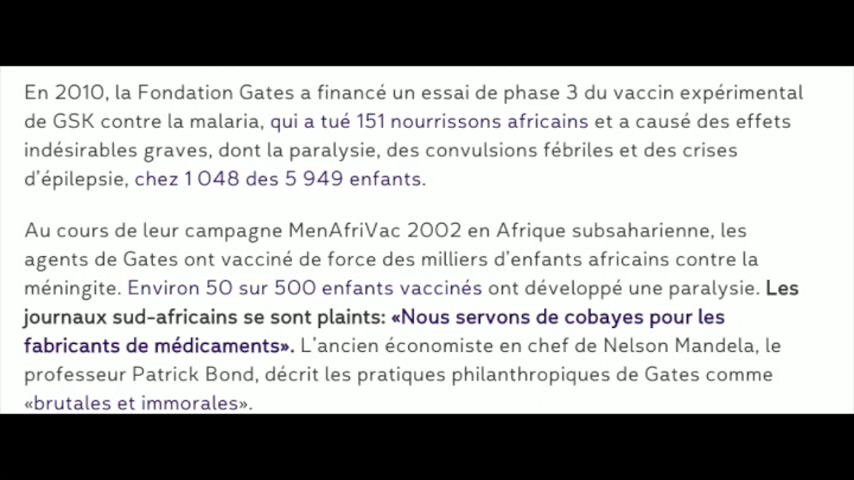 En 2010, la Fondation Gates a financé un essai de phase 3 du vaccin expérimental
de GSK contre la malaria, qui a tué 151 nourrissons africains et a causé des effets
indésirables graves, dont la paralysie, des convulsions fébriles et des crises
d'épilepsie, chez 1 048 des 5 949 enfants.
Au cours de leur campagne MenAfriVac 2002 en Afrique subsaharienne, les
agents de Gates ont vacciné de force des milliers d'enfants africains contre la
méningite. Environ 50 sur 500 enfants vaccinés ont développé une paralysie. Les
journaux sud-africains se sont plaints: «Nous servons de cobayes pour les
fabricants de médicaments». L'ancien économiste en chef de Nelson Mandela, le
professeur Patrick Bond, décrit les pratiques philanthropiques de Gates comme
«brutales et immorales».